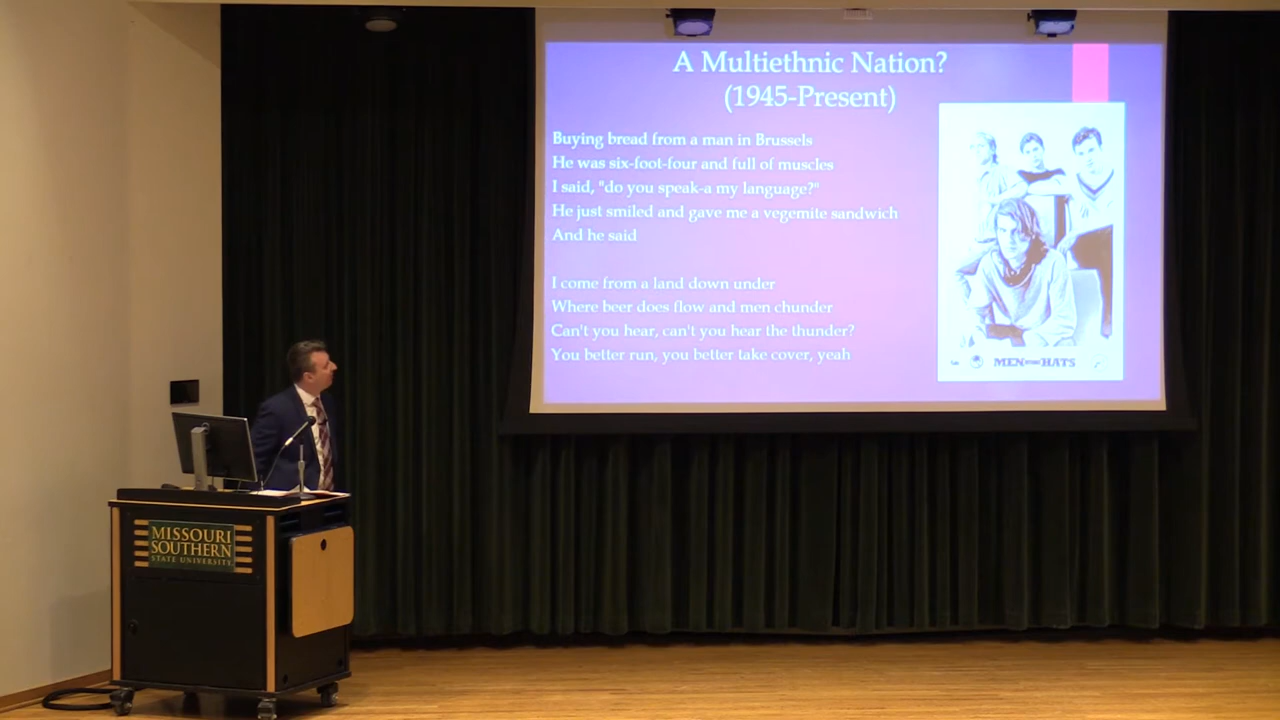 A Multiethnic Nation?
(1945-Present)
Buying bread from a man in Brussels
He was six-foot-four and full of muscles
I said, "do you speak-a my language?"
He just smiled and gave me a vegemite sandwich
And he said
I come from a land down under
Where beer does flow and men chunder
Can't you hear, can't you hear the thunder?
You better run, you better take cover, yeah
MEN HATS
MISSOURI
SOUTHERN
STATE UNIVERSITY